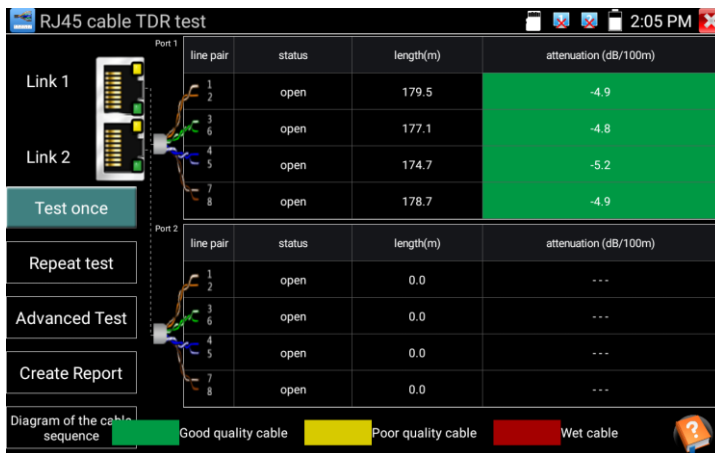 RJ45 cable TDR test
2:05 PM
Link 1
Link 2
Test once
Repeat test
Advanced Test
Create Report
Diagram of the cable
sequence
Port 1
line pair status length(m) attenuation (dB/100m)
1
2 open 179.5 -4.9
3
6 open 177.1 -4.8
4
5 open 174.7 -5.2
7
8 open 178.7 -4.9
Port 2
line pair status length(m) attenuation (dB/100m)
1
2 open 0.0 ---
3
6 open 0.0 ---
4
5 open 0.0 ---
7
8 open 0.0 ---
Good quality cable Poor quality cable Wet cable
?